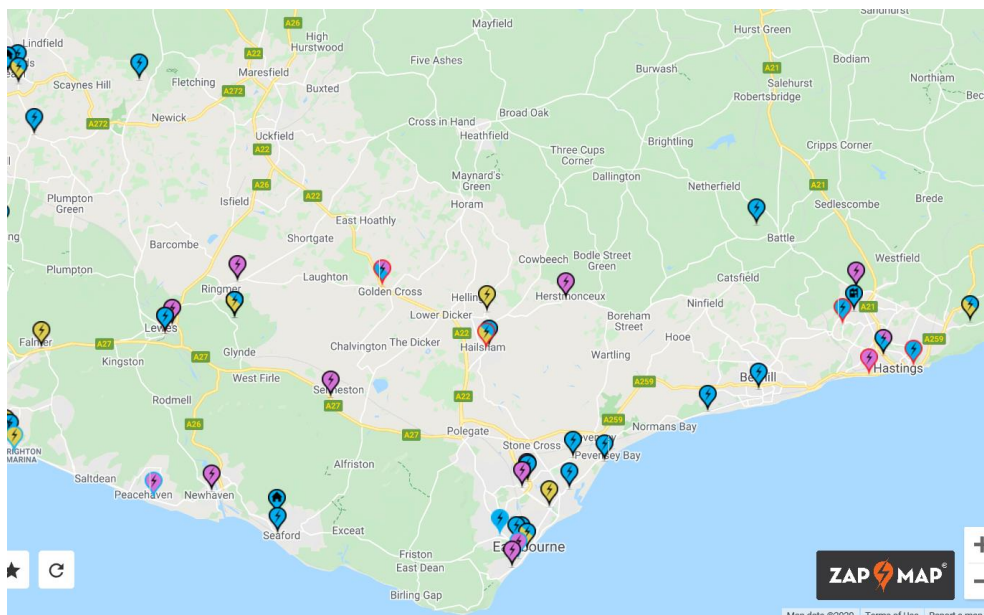 Sandhurst
Mayfield
A26
High
Hurstwood
Hurst Green
Lindfield
A22
Five Ashes
A21
Bodiam
Scaynes Hill
Fletching
Maresfield
Burwash
Salehurst
Robertsbridge
Northiam
A272
Buxted
Newick
Broad Oak
A272
Uckfield
Cross in Hand
Heathfield
Brightling
Cripps Corner
A22
Three Cups
Corner
Maynard's
Green
Dallington
A26
A22
Netherfield
A21
Plumpton
Green
Isfield
Horam
Sedlescombe
Brede
East Hoathly
Barcombe
Shortgate
Battle
Cowbeech
Bodle Street
Green
Westfield
Plumpton
Laughton
Catsfield
Ringmer
Golden Cross
Herstmonceux
Ninfield
A21
Lower Dicker
Boreham
Street
Lewes
A22
Hooe
A259
Falmer
A27
Chalvington
The Dicker
Hailsham
Wartling
Kingston
A27
Glynde
Hastings
West Firle
A259
Rodmell
A22
A27
A259
A26
Normans Bay
A27
Polegate
Stone Cross
Pevensey Bay
MARINA
Alfriston
Saltdean
Peacehaven
Newhaven
Seaford
Exceat
Friston
East Dean
Birling Gap
ZAP MAP